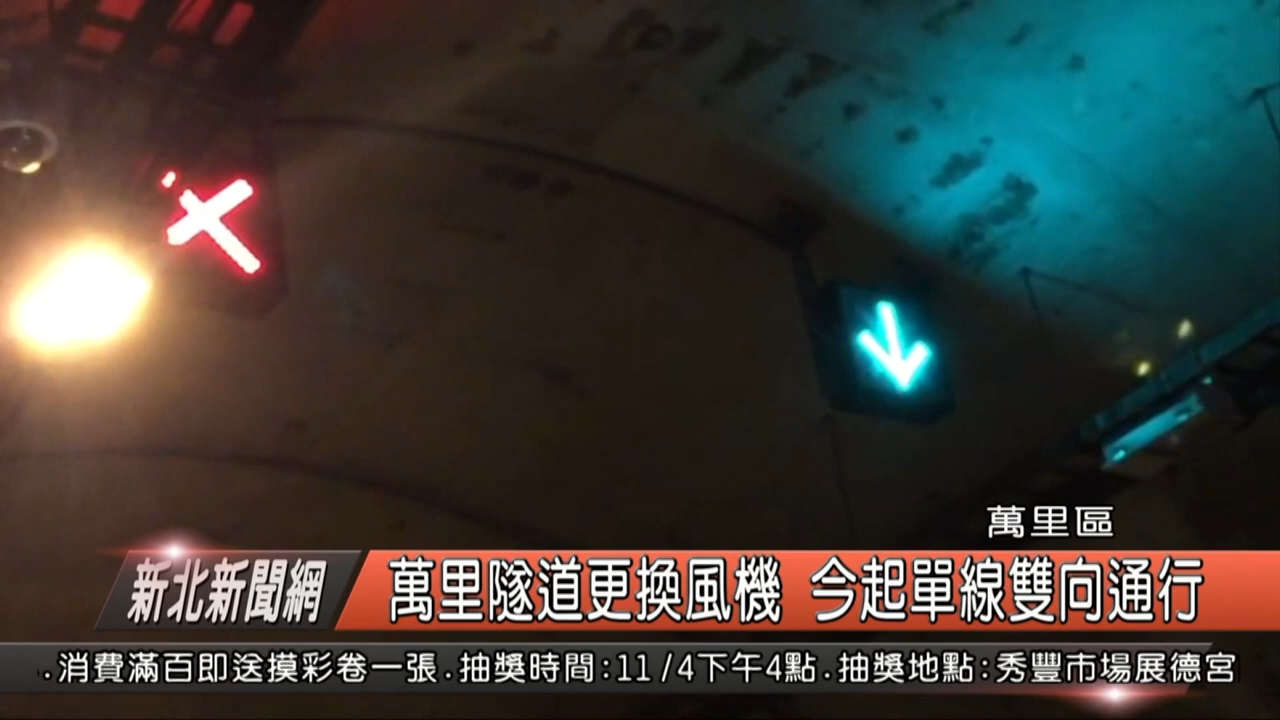 萬里區
新北新聞網
萬里隧道更換風機 今起單線雙向通行
.消費滿百即送摸彩卷一張.抽獎時間:11/4下午4點.抽獎地點:秀豐市場展德宮